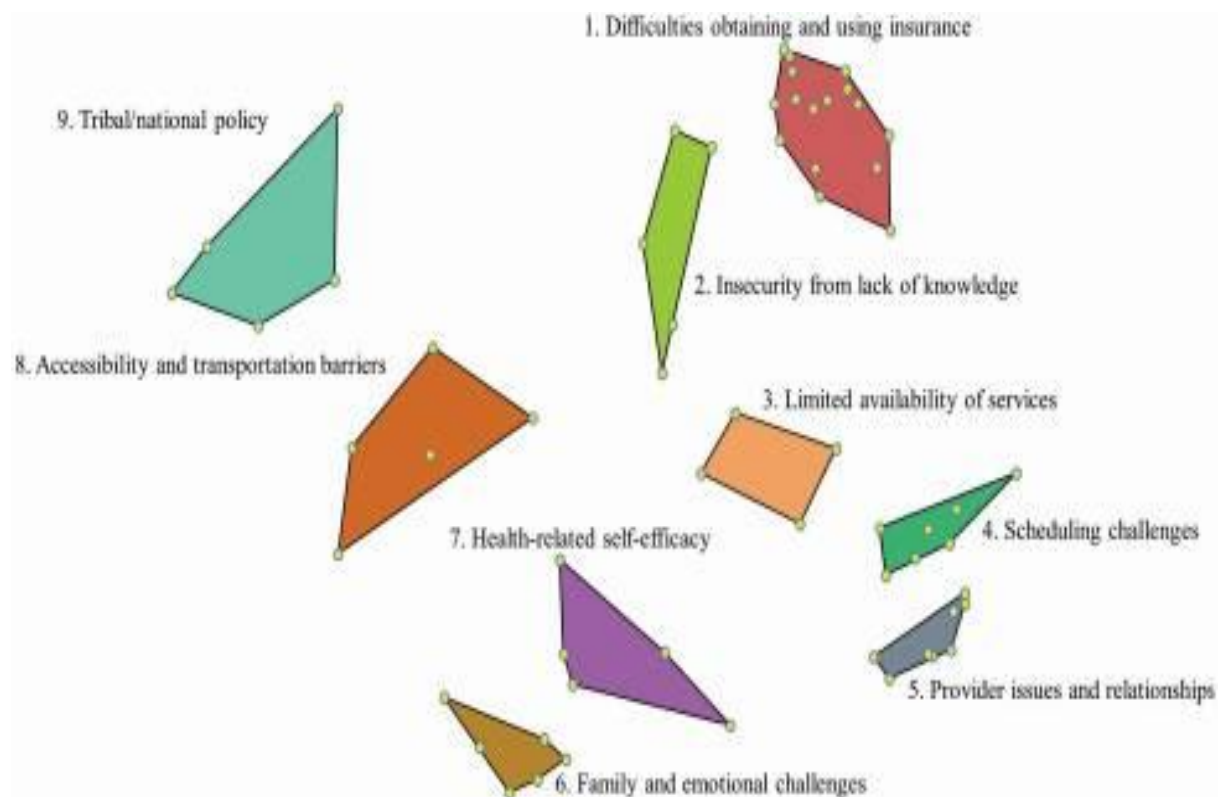 1. Difficulties obtaining and using insurance
9. Tribal/national policy
2. Insecurity from lack of knowledge
8. Accessibility and transportation barriers
3. Limited availability of services
4. Scheduling challenges
7. Health-related self-efficacy
5. Provider issues and relationships
6. Family and emotional challenges